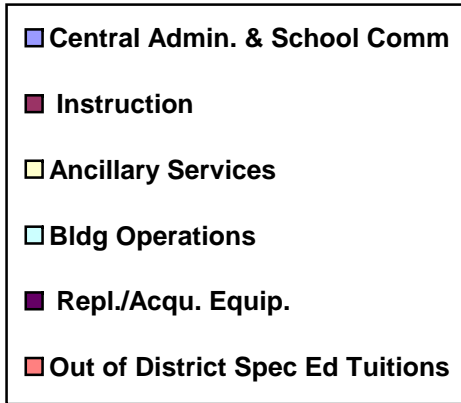 Central Admin. & School Comm
Instruction
Ancillary Services
Bldg Operations
Repl./Acqu. Equip.
Out of District Spec Ed Tuitions